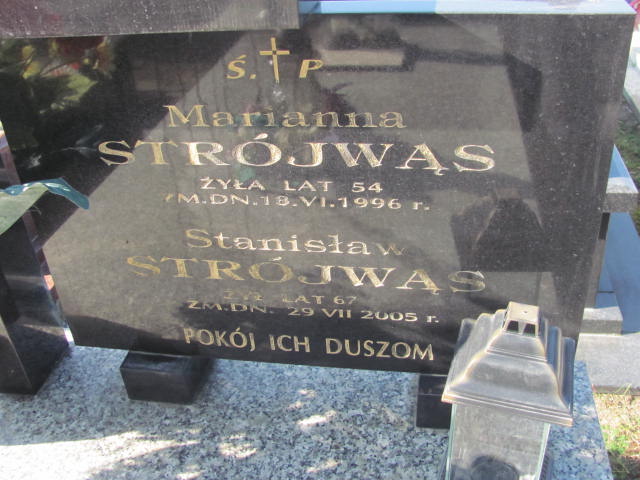 Ś. P
Marianna
STRÓJWĄS
ŻYŁA LAT 54
ZM.DN.18.VI.1996 r.
Stanisław
STRÓJWĄS
ŻYŁ LAT 67
ZM.DN. 29 VII 2005 r.
POKÓJ ICH DUSZOM